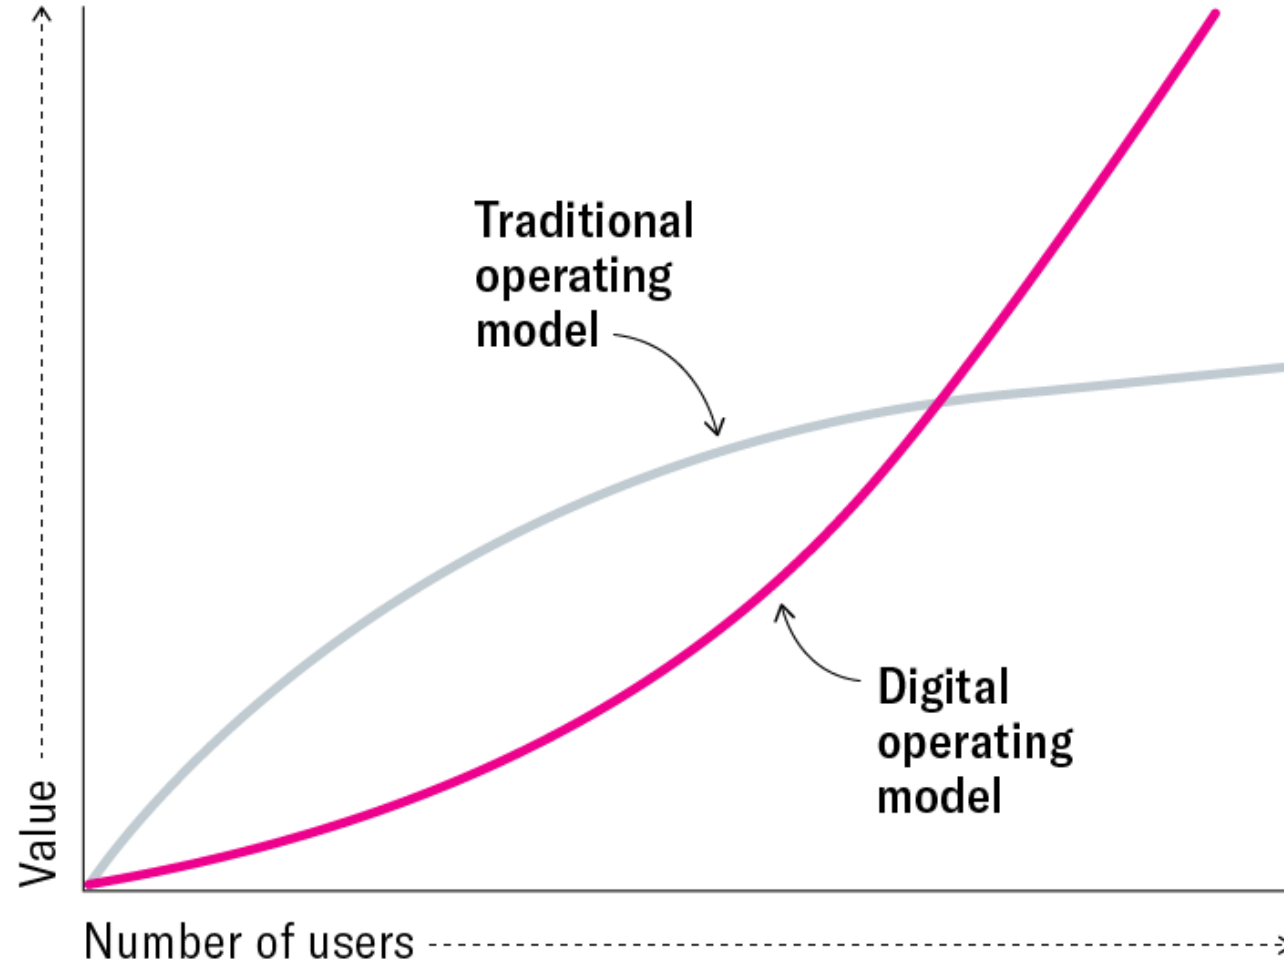 Traditional
operating
model
Digital
operating
model
Value
Number of users